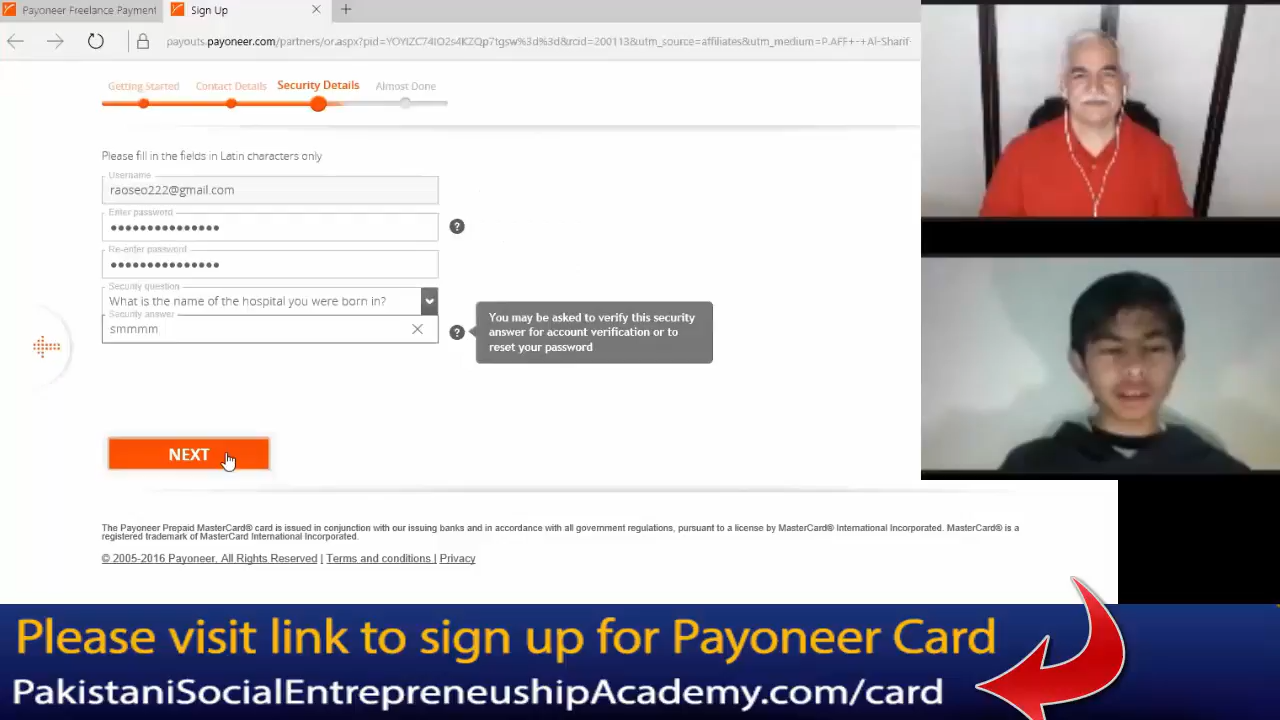 Payoneer Freelance Payment
Sign Up
payouts.payoneer.com/partners/or.aspx?pid=YOYIZC74IO2s4KZQp7tgsw%3d%3d&rcid=200113&utm_source=affiliates&utm_medium=P.AFF+-+Al-Sharif-
Getting Started
Contact Details
Security Details
Almost Done
Please fill in the fields in Latin characters only
Username
raoseo222@gmail.com
Enter password
?
Re-enter password
Security question
What is the name of the hospital you were born in?
Security answer
smmmm
?
You may be asked to verify this security
answer for account verification or to
reset your password
NEXT
The Payoneer Prepaid MasterCard® card is issued in conjunction with our issuing banks and in accordance with all government regulations, pursuant to a license by MasterCard® International Incorporated. MasterCard® is a
registered trademark of MasterCard International Incorporated.
© 2005-2016 Payoneer, All Rights Reserved | Terms and conditions | Privacy
Please visit link to sign up for Payoneer Card
PakistaniSocialEntrepreneushipAcademy.com/card